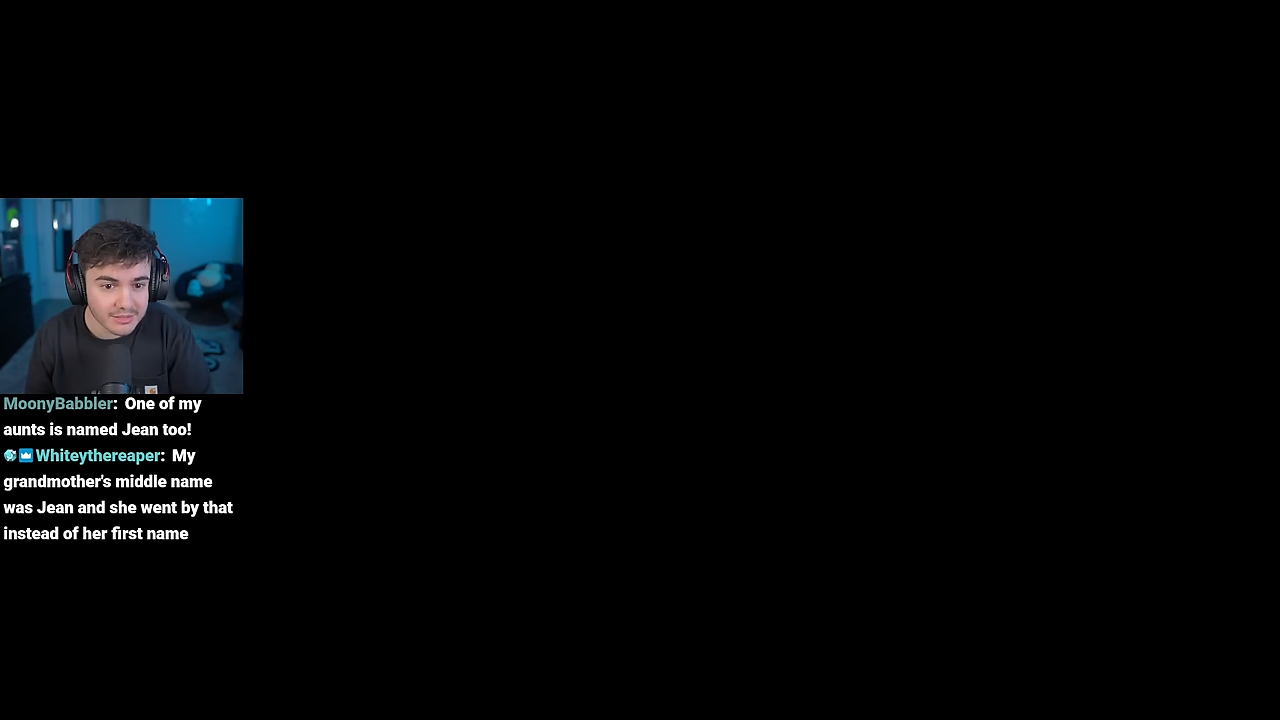 MoonyBabbler: One of my
aunts is named Jean too!
Whiteythereaper: My
grandmother's middle name
was Jean and she went by that
instead of her first name